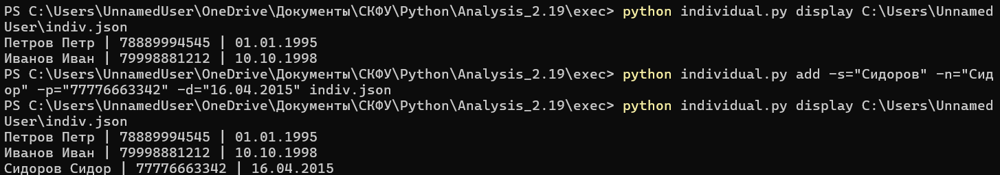 PS C:\Users\UnnamedUser\OneDrive\Документы\СКФУ\Python\Analysis_2.19\exec> python individual.py display C:\Users\Unnamed
User\indiv.json
Петров Петр | 78889994545 | 01.01.1995
Иванов Иван | 79998881212 | 10.10.1998
PS C:\Users\UnnamedUser\OneDrive\Документы\СКФУ\Python\Analysis_2.19\exec> python individual.py add -s="Сидоров" -n="Сид
ор" -p="77776663342" -d="16.04.2015" indiv.json
PS C:\Users\UnnamedUser\OneDrive\Документы\СКФУ\Python\Analysis_2.19\exec> python individual.py display C:\Users\Unnamed
User\indiv.json
Петров Петр | 78889994545 | 01.01.1995
Иванов Иван | 79998881212 | 10.10.1998
Сидоров Сидор | 77776663342 | 16.04.2015